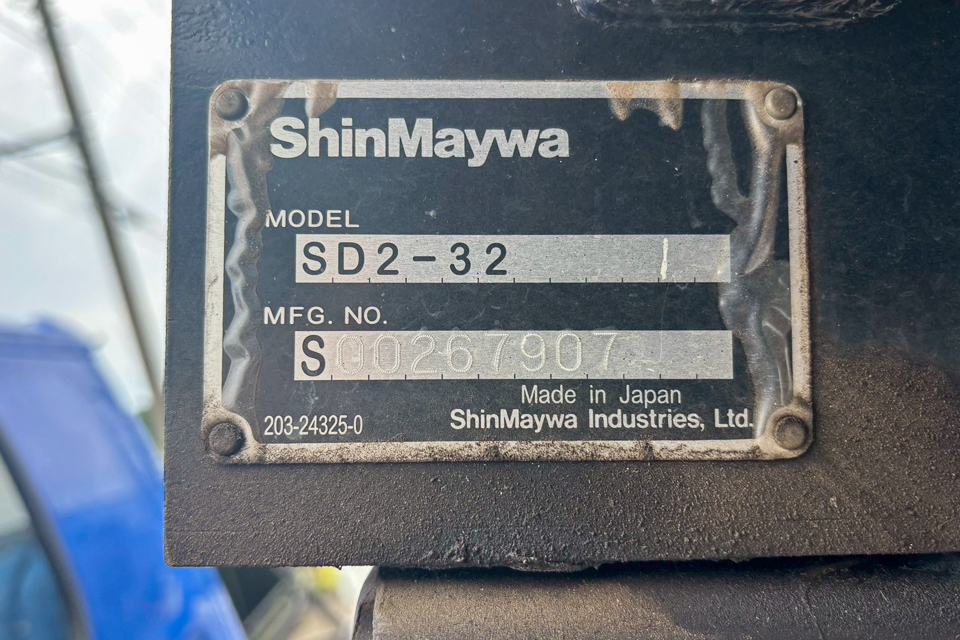 ShinMaywa
MODEL
SD2-32
MFG. NO.
S00267907
Made in Japan
203-24325-0 ShinMaywa Industries, Ltd.